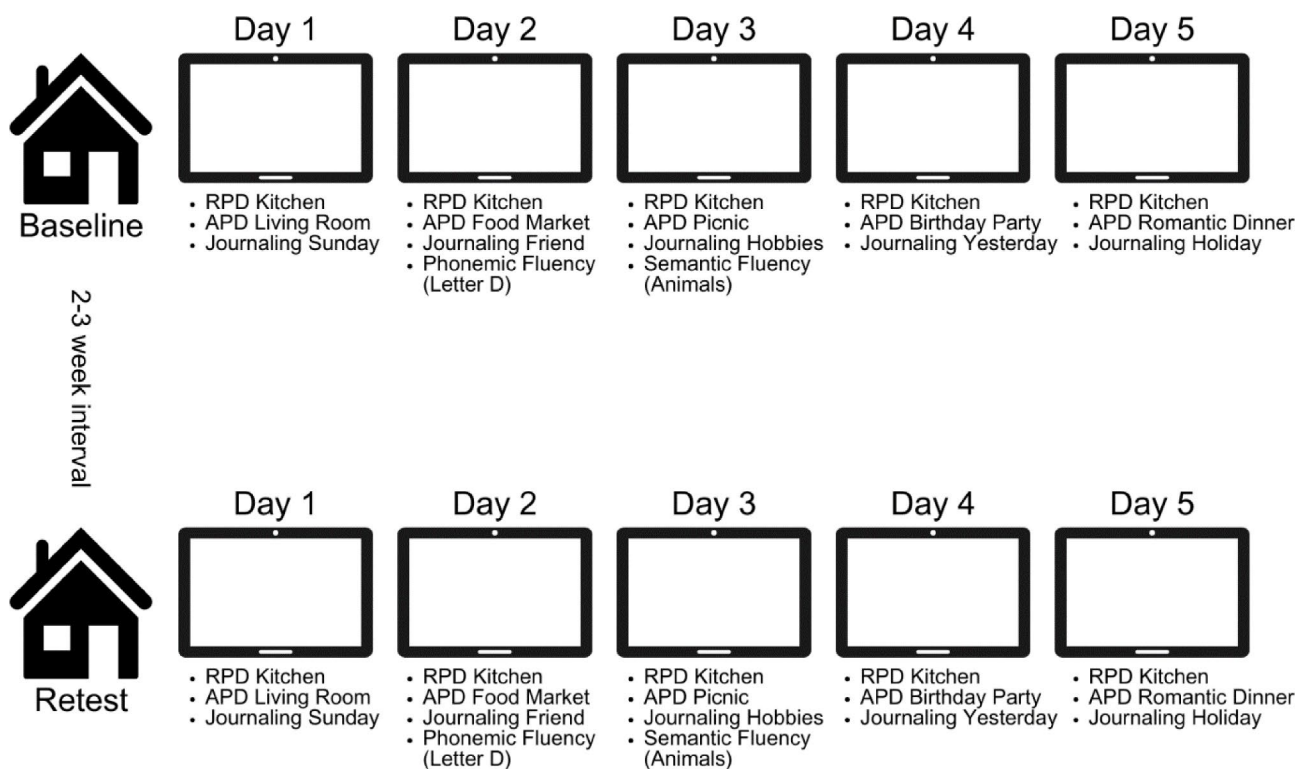 Day 1
Day 2
Day 3
Day 4
Day 5
Baseline
• RPD Kitchen
• APD Living Room
• Journaling Sunday
• RPD Kitchen
• APD Food Market
• Journaling Friend
• Phonemic Fluency
(Letter D)
• RPD Kitchen
• APD Picnic
• Journaling Hobbies
• Semantic Fluency
(Animals)
• RPD Kitchen
• APD Birthday Party
• Journaling Yesterday
• RPD Kitchen
• APD Romantic Dinner
• Journaling Holiday
2-3 week interval
Day 1
Day 2
Day 3
Day 4
Day 5
Retest
• RPD Kitchen
• APD Living Room
• Journaling Sunday
• RPD Kitchen
• APD Food Market
• Journaling Friend
• Phonemic Fluency
(Letter D)
• RPD Kitchen
• APD Picnic
• Journaling Hobbies
• Semantic Fluency
(Animals)
• RPD Kitchen
• APD Birthday Party
• Journaling Yesterday
• RPD Kitchen
• APD Romantic Dinner
• Journaling Holiday